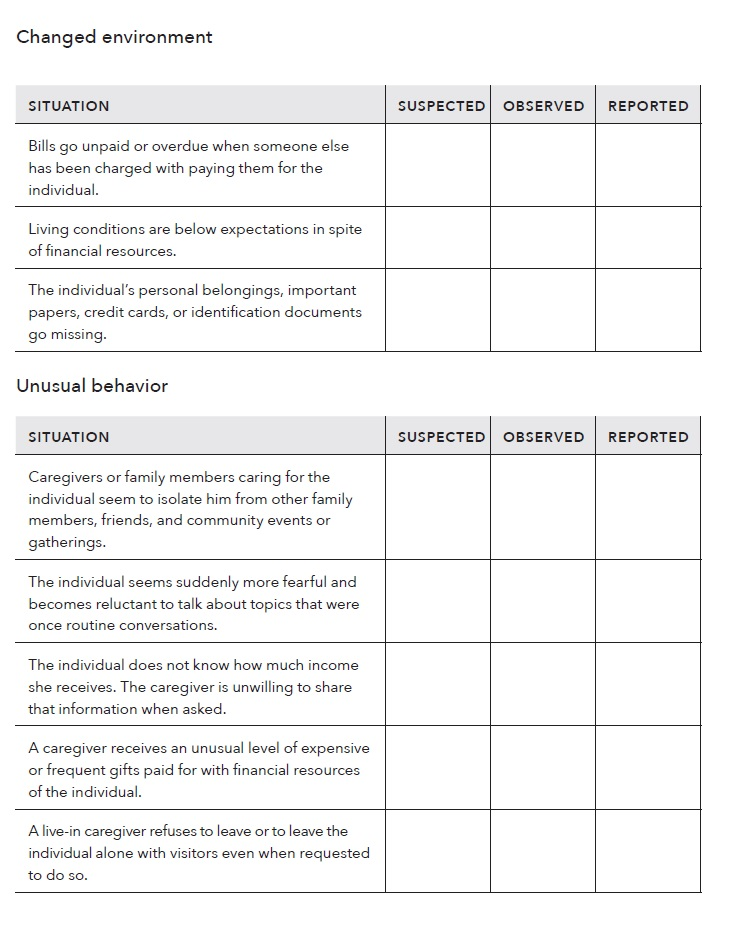 Changed environment
SITUATION SUSPECTED OBSERVED REPORTED
Bills go unpaid or overdue when someone else
has been charged with paying them for the
individual.
Living conditions are below expectations in spite
of financial resources.
The individual’s personal belongings, important
papers, credit cards, or identification documents
go missing.
Unusual behavior
SITUATION SUSPECTED OBSERVED REPORTED
Caregivers or family members caring for the
individual seem to isolate him from other family
members, friends, and community events or
gatherings.
The individual seems suddenly more fearful and
becomes reluctant to talk about topics that were
once routine conversations.
The individual does not know how much income
she receives. The caregiver is unwilling to share
that information when asked.
A caregiver receives an unusual level of expensive
or frequent gifts paid for with financial resources
of the individual.
A live-in caregiver refuses to leave or to leave the
individual alone with visitors even when requested
to do so.